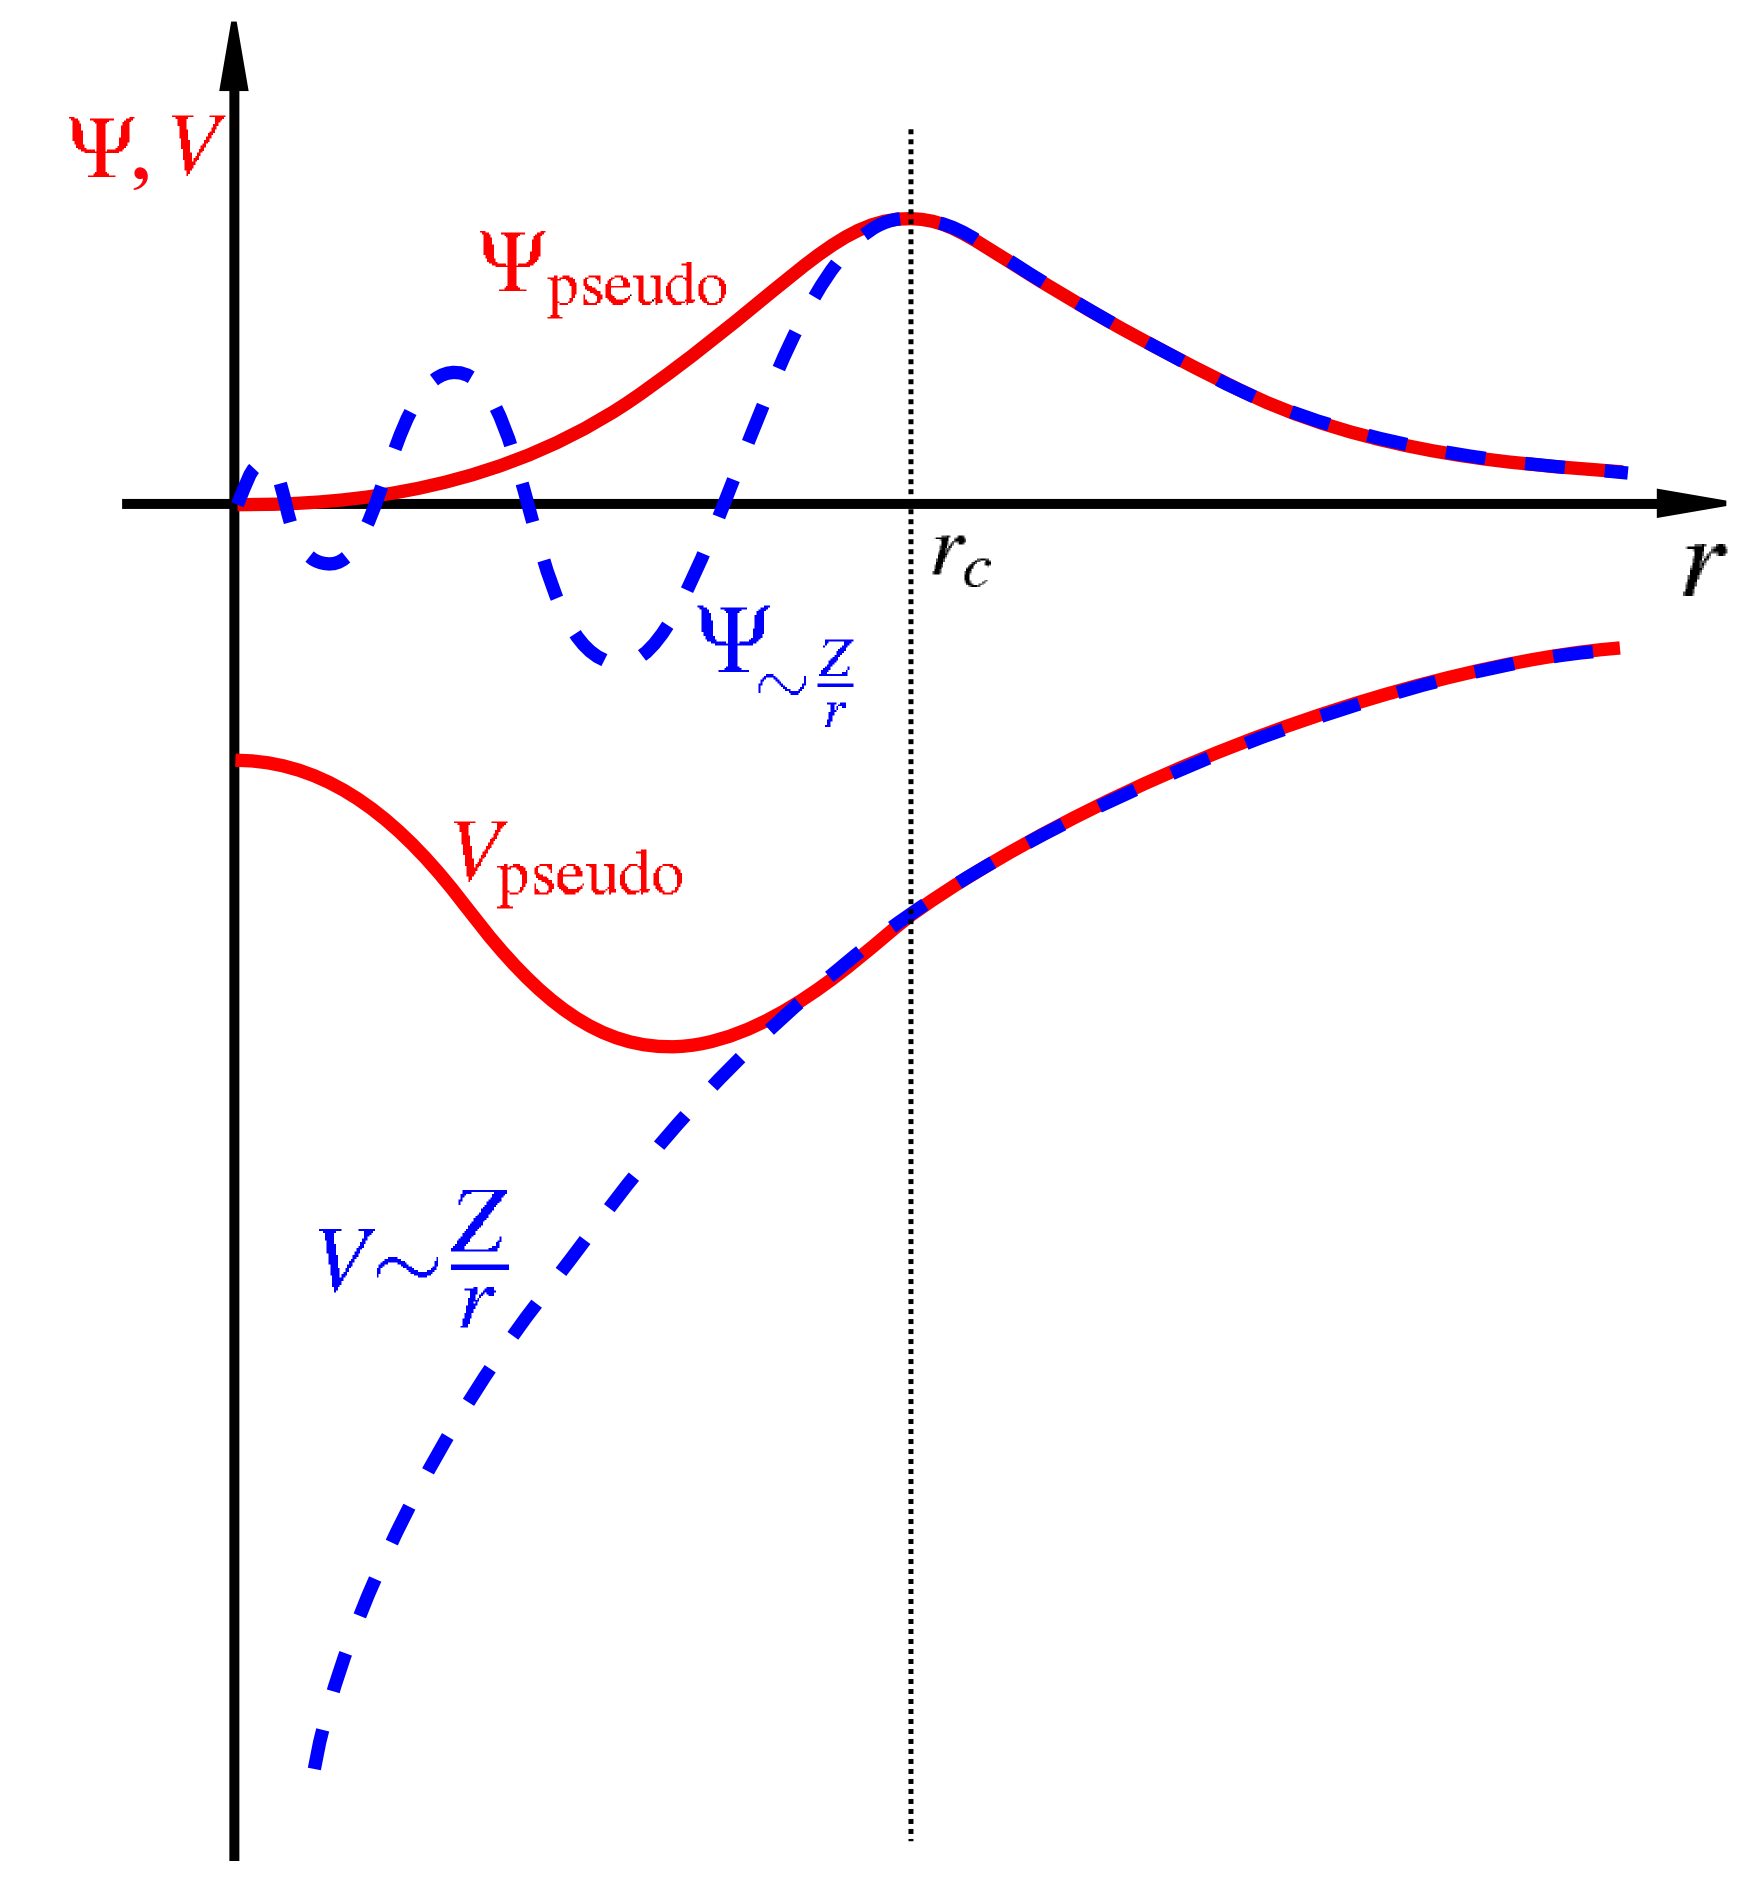 Ψ, V
Ψpseudo
rc
r
Ψ~Z/r
Vpseudo
V~Z/r